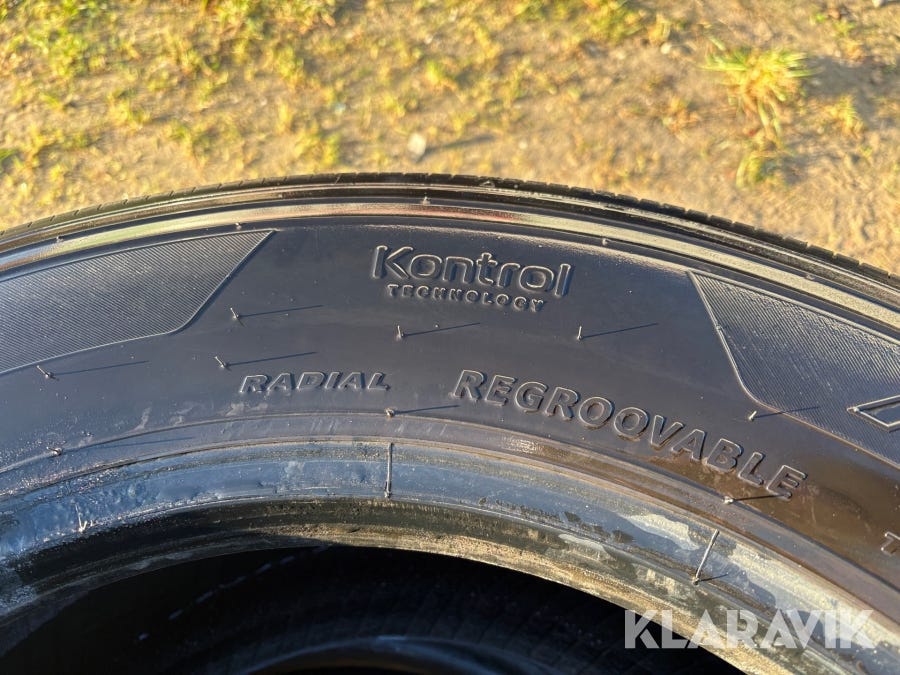 Kontrol
TECHNOLOGY
RADIAL
REGROOVABLE
KLARAVIK